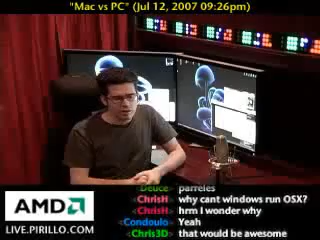 "Mac vs PC" (Jul 12, 2007 09:26pm)
AMD
LIVE.PIRILLO.COM
Deuce parreles
ChrisH why cant windows run OSX?
ChrisH hrm I wonder why
Condoulo Yeah
Chris3D that would be awesome